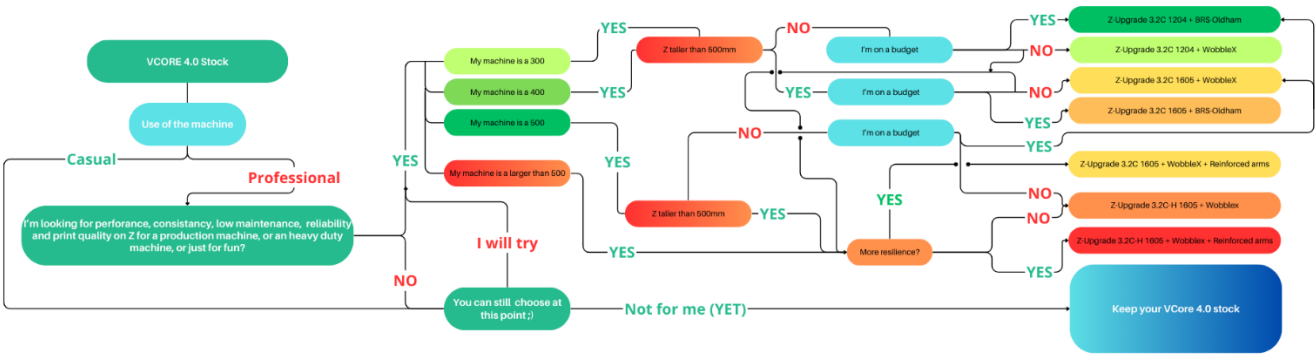 VCORE 4.0 Stock
Use of the machine
Casual
Professional
I'm looking for perforance, consistancy, low maintenance, reliability
and print quality on Z for a production machine, or an heavy duty
machine, or just for fun?
YES
NO
I will try
You can still choose at
this point ;)
Not for me (YET)
My machine is a 300
My machine is a 400
My machine is a 500
My machine is a larger than 500
YES
YES
YES
YES
Z taller than 500mm
Z taller than 500mm
NO
YES
NO
YES
I'm on a budget
I'm on a budget
I'm on a budget
More resilience?
YES
NO
NO
YES
YES
YES
NO
NO
YES
Z-Upgrade 3.2C 1204 + BRS-Oldham
Z-Upgrade 3.2C 1204 + WobbleX
Z-Upgrade 3.2C 1605 + WobbleX
Z-Upgrade 3.2C 1605 + BRS-Oldham
Z-Upgrade 3.2C 1605 + WobbleX + Reinforced arms
Z-Upgrade 3.2C-H 1605 + Wobblex
Z-Upgrade 3.2C-H 1605 + Wobblex + Reinforced arms
Keep your VCore 4.0 stock